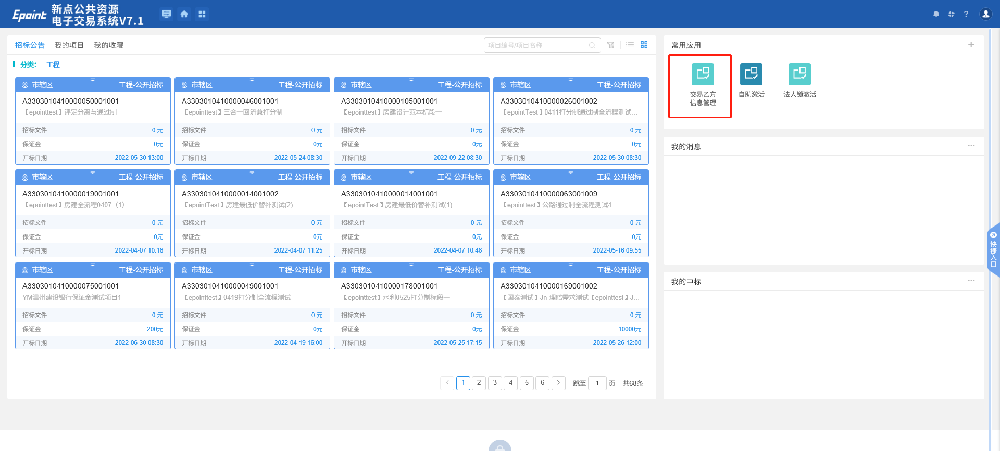 Epoint 新点公共资源
电子交易系统V7.1
?
招标公告 我的项目 我的收藏
项目编号/项目名称
分类： 工程
市辖区 工程-公开招标
A3303010410000050001001
【epointtest】评定分离与通过制
招标文件 0 元
保证金 0元
开标日期 2022-05-30 13:00
市辖区 工程-公开招标
A3303010410000046001001
【epointtest】三合一回流兼打分制
招标文件 0 元
保证金 0元
开标日期 2022-05-24 08:30
市辖区 工程-公开招标
A3303010410000105001001
【epointtest】房建设计范本标段一
招标文件 0 元
保证金 0元
开标日期 2022-09-22 08:30
市辖区 工程-公开招标
A3303010410000026001002
【epointTest】0411打分制通过制全流程测试...
招标文件 0 元
保证金 0元
开标日期 2022-05-30 08:30
市辖区 工程-公开招标
A3303010410000019001001
【epointtest】房建全流程0407（1）
招标文件 0 元
保证金 0元
开标日期 2022-04-07 10:16
市辖区 工程-公开招标
A3303010410000014001002
【epointTest】房建最低价替补测试(2)
招标文件 0 元
保证金 0元
开标日期 2022-04-07 11:25
市辖区 工程-公开招标
A3303010410000014001001
【epointTest】房建最低价替补测试(1)
招标文件 0 元
保证金 0元
开标日期 2022-04-07 10:46
市辖区 工程-公开招标
A3303010410000063001009
【epointtest】公路通过制全流程测试4
招标文件 0 元
保证金 0元
开标日期 2022-05-16 09:55
市辖区 工程-公开招标
A3303010410000075001001
YM温州建设银行保证金测试项目1
招标文件 0 元
保证金 200元
开标日期 2022-06-30 08:30
市辖区 工程-公开招标
A3303010410000049001001
【epointtest】0419打分制全流程测试
招标文件 0 元
保证金 0元
开标日期 2022-04-19 16:00
市辖区 工程-公开招标
A3303010410000178001001
【epointtest】水利0525打分制标段一
招标文件 0 元
保证金 0元
开标日期 2022-05-25 17:15
市辖区 工程-公开招标
A3303010410000169001002
【国泰测试】Jn-理赔需求测试【epointtest】J...
招标文件 0 元
保证金 10000元
开标日期 2022-05-26 12:00
< 1 2 3 4 5 6 > 跳至 1 页 共68条
常用应用 +
交易乙方
信息管理
自助激活
法人锁激活
我的消息 ...
我的中标 ...
快捷入口